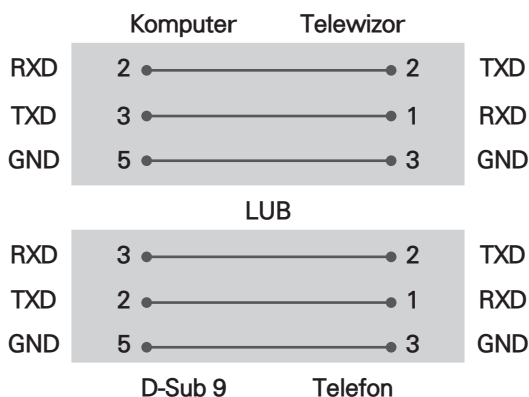 Komputer Telewizor
RXD 2 2 TXD
TXD 3 1 RXD
GND 5 3 GND
LUB
RXD 3 2 TXD
TXD 2 1 RXD
GND 5 3 GND
D-Sub 9 Telefon